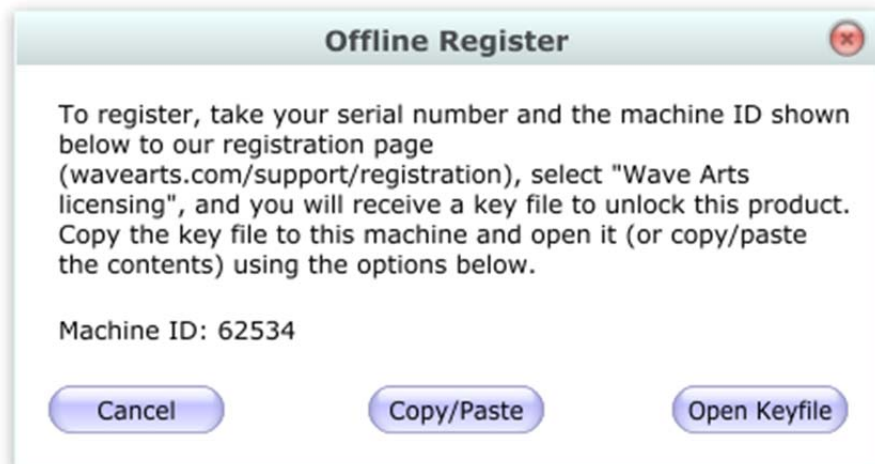 Offline Register
To register, take your serial number and the machine ID shown
below to our registration page
(wavearts.com/support/registration), select "Wave Arts
licensing", and you will receive a key file to unlock this product.
Copy the key file to this machine and open it (or copy/paste
the contents) using the options below.
Machine ID: 62534
Cancel
Copy/Paste
Open Keyfile